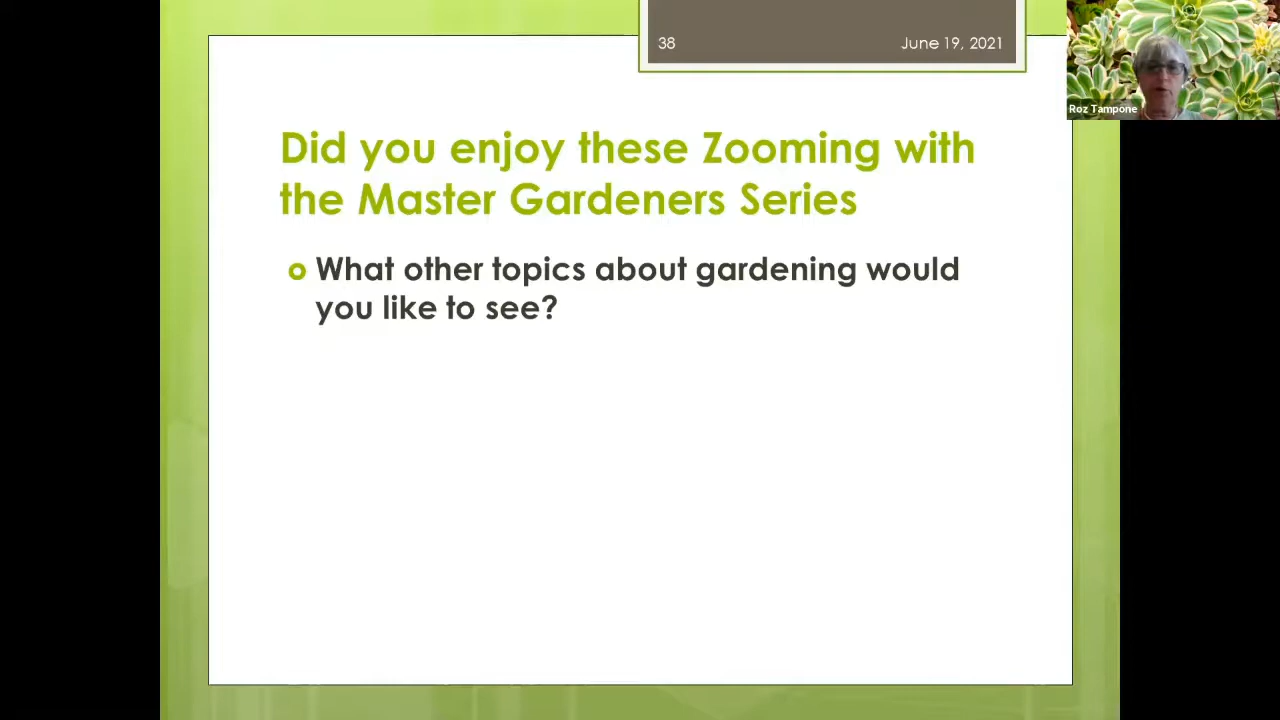 38
June 19, 2021
Roz Tampone
Did you enjoy these Zooming with
the Master Gardeners Series
What other topics about gardening would
you like to see?